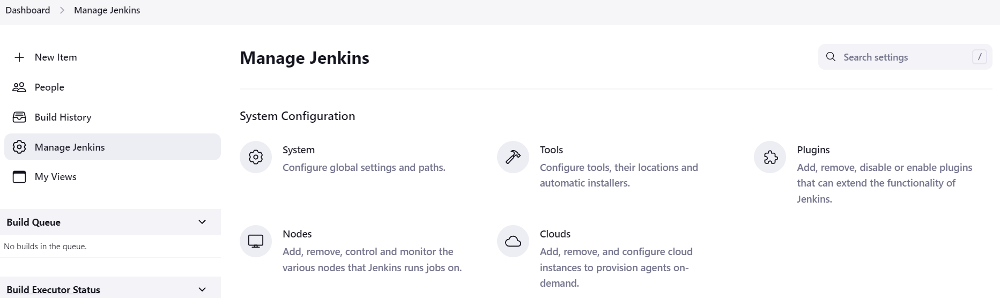 Dashboard > Manage Jenkins
New Item
People
Build History
Manage Jenkins
My Views
Build Queue
No builds in the queue.
Build Executor Status
Manage Jenkins
Search settings /
System Configuration
System
Configure global settings and paths.
Tools
Configure tools, their locations and
automatic installers.
Plugins
Add, remove, disable or enable plugins
that can extend the functionality of
Jenkins.
Nodes
Add, remove, control and monitor the
various nodes that Jenkins runs jobs on.
Clouds
Add, remove, and configure cloud
instances to provision agents on-
demand.